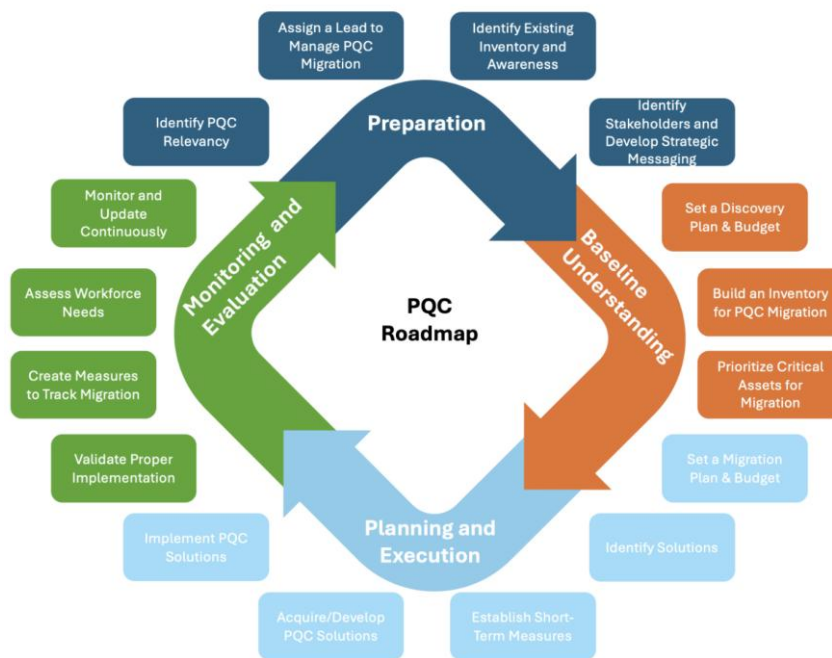 Assign a Lead to
Manage PQC
Migration
Identify Existing
Inventory and
Awareness
Identify PQC
Relevancy
Preparation
Identify
Stakeholders and
Develop Strategic
Messaging
Monitor and
Update
Continuously
Set a Discovery
Plan & Budget
Monitoring and
Evaluation
Baseline
Understanding
Assess Workforce
Needs
PQC
Roadmap
Build an Inventory
for PQC Migration
Create Measures
to Track Migration
Prioritize Critical
Assets for
Migration
Validate Proper
Implementation
Set a Migration
Plan & Budget
Implement PQC
Solutions
Planning and
Execution
Identify Solutions
Acquire/Develop
PQC Solutions
Establish Short-
Term Measures